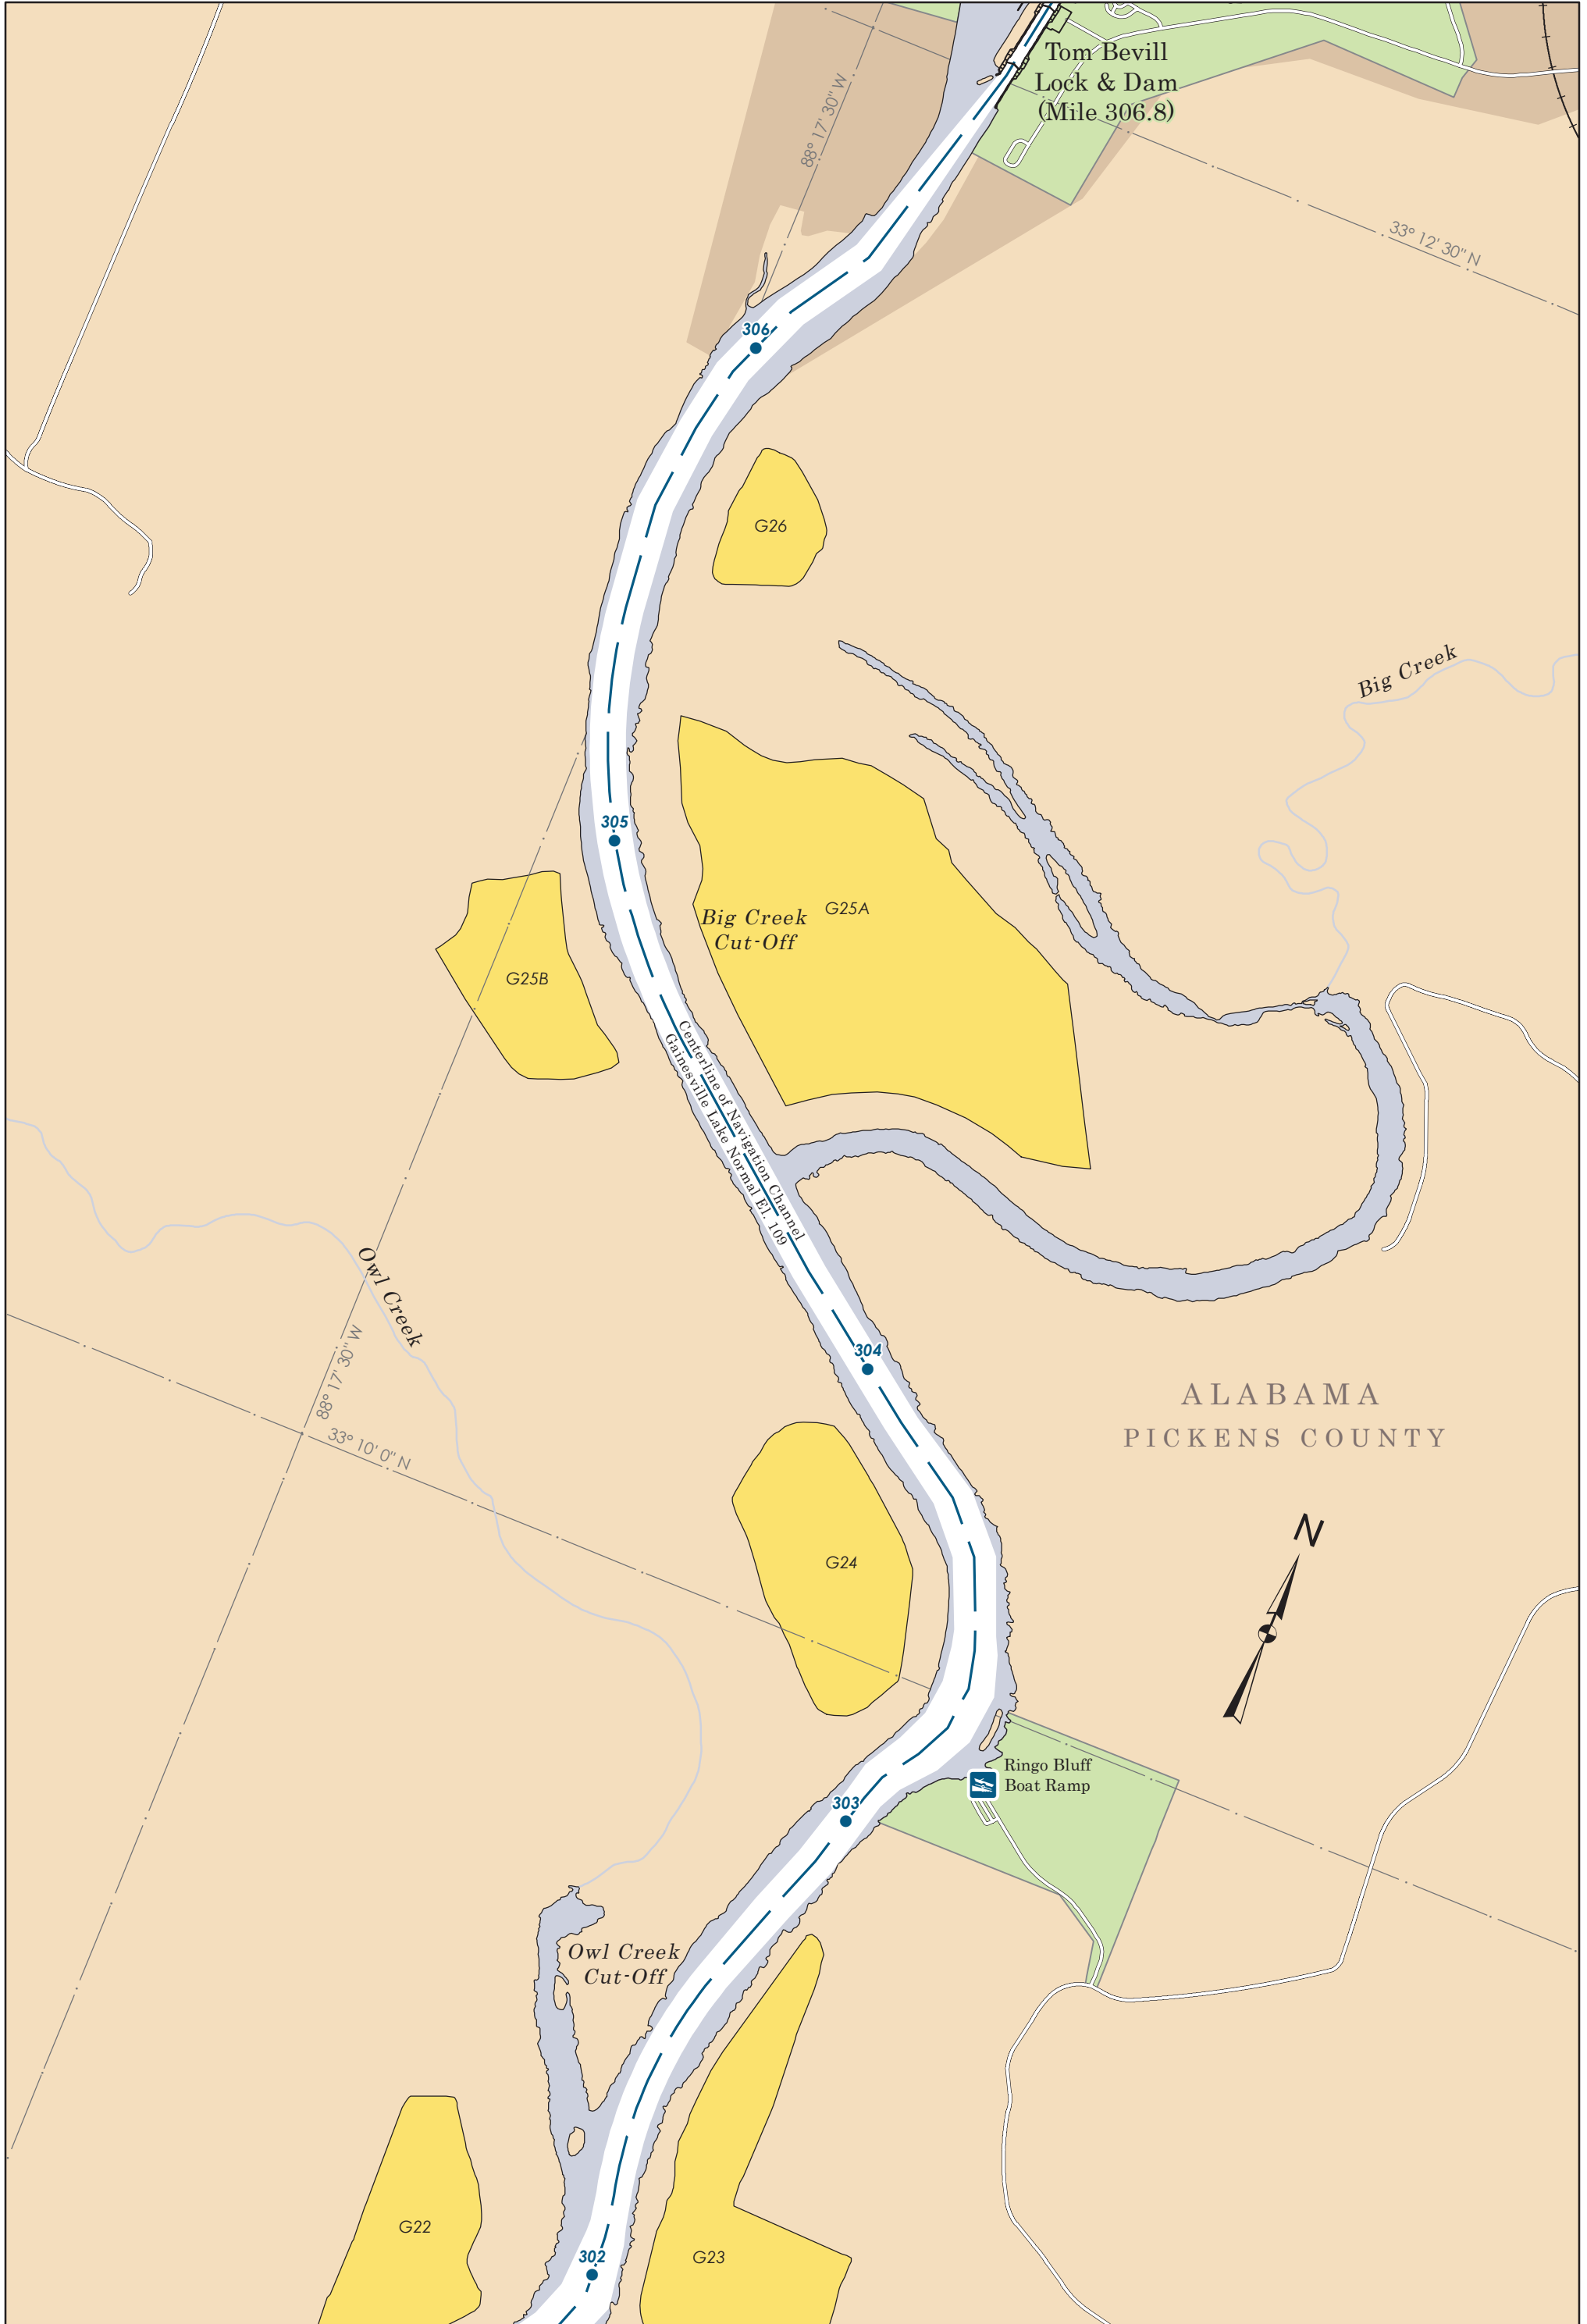 Tom Bevill
Lock & Dam
(Mile 306.8)
88° 17' 30" W
33° 12' 30" N
306
G26
Big Creek
305
G25A
Big Creek
Cut-Off
G25B
Centerline of Navigation Channel
Gainesville Lake Normal El. 109
Owl Creek
88° 17' 30" W
33° 10' 0" N
304
ALABAMA
PICKENS COUNTY
N
G24
Ringo Bluff
Boat Ramp
303
Owl Creek
Cut-Off
G22
G23
302